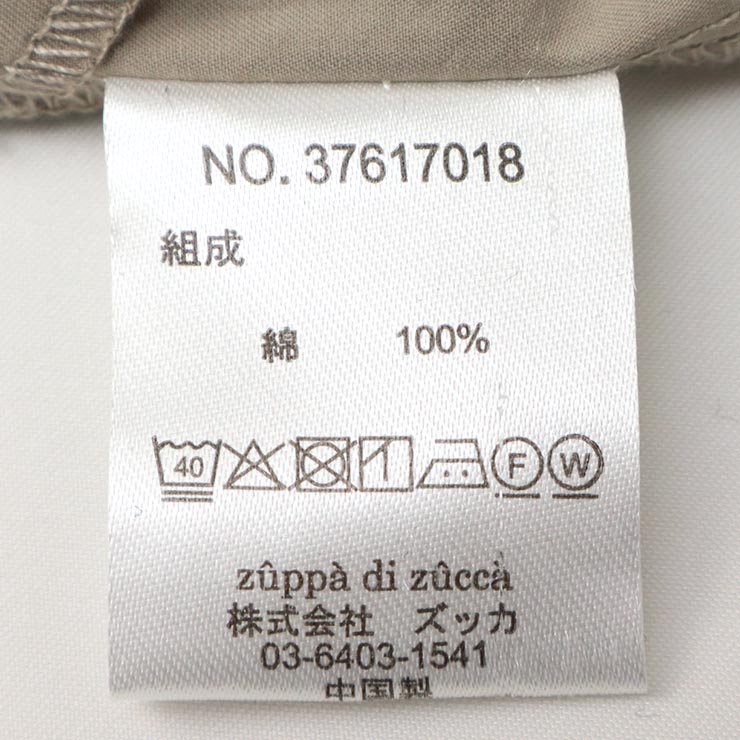 NO. 37617018
組成
綿 100%
40 F W
zûppà di zûccà
株式会社 ズッカ
03-6403-1541
中国製